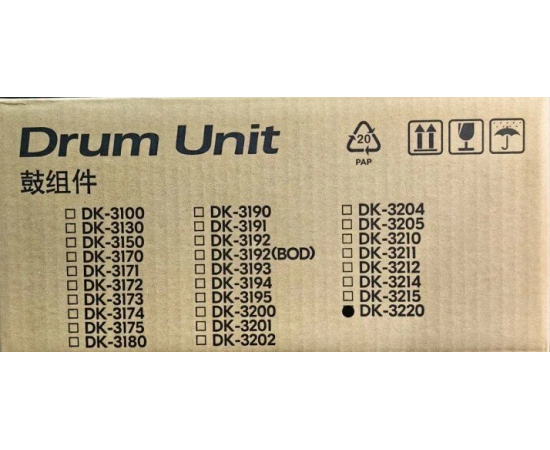 Drum Unit
鼓组件
20
PAP
DK-3100
DK-3130
DK-3150
DK-3170
DK-3171
DK-3172
DK-3173
DK-3174
DK-3175
DK-3180
DK-3190
DK-3191
DK-3192
DK-3192(BOD)
DK-3193
DK-3194
DK-3195
DK-3200
DK-3201
DK-3202
DK-3204
DK-3205
DK-3210
DK-3211
DK-3212
DK-3214
DK-3215
DK-3220